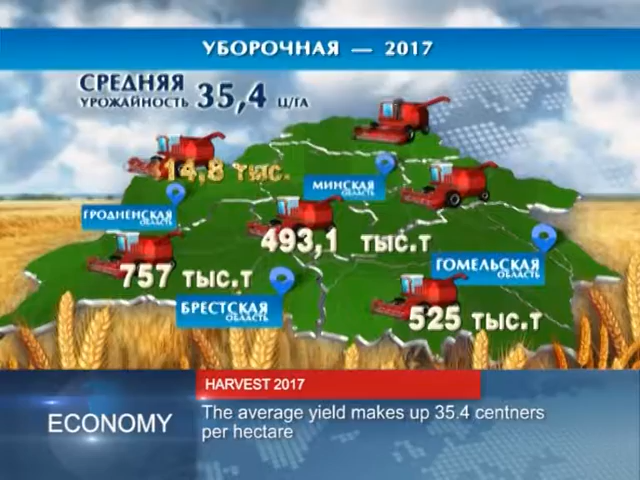 УБОРОЧНАЯ — 2017
СРЕДНЯЯ
УРОЖАЙНОСТЬ 35,4 Ц/ГА
14,8 тыс.
МИНСКАЯ
ОБЛАСТЬ
ГРОДНЕНСКАЯ
ОБЛАСТЬ
493,1 тыс.т
ГОМЕЛЬСКАЯ
ОБЛАСТЬ
757 тыс.т
БРЕСТСКАЯ
ОБЛАСТЬ
525 тыс.т
HARVEST 2017
ECONOMY
The average yield makes up 35.4 centners
per hectare